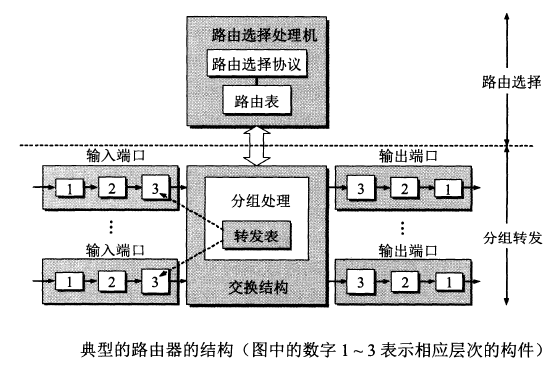 路由选择处理机
路由选择协议
路由表
路由选择
输入端口
1 2 3
输出端口
3 2 1
分组处理
转发表
交换结构
分组转发
输入端口
1 2 3
输出端口
3 2 1
典型的路由器的结构（图中的数字 1 ~ 3 表示相应层次的构件）